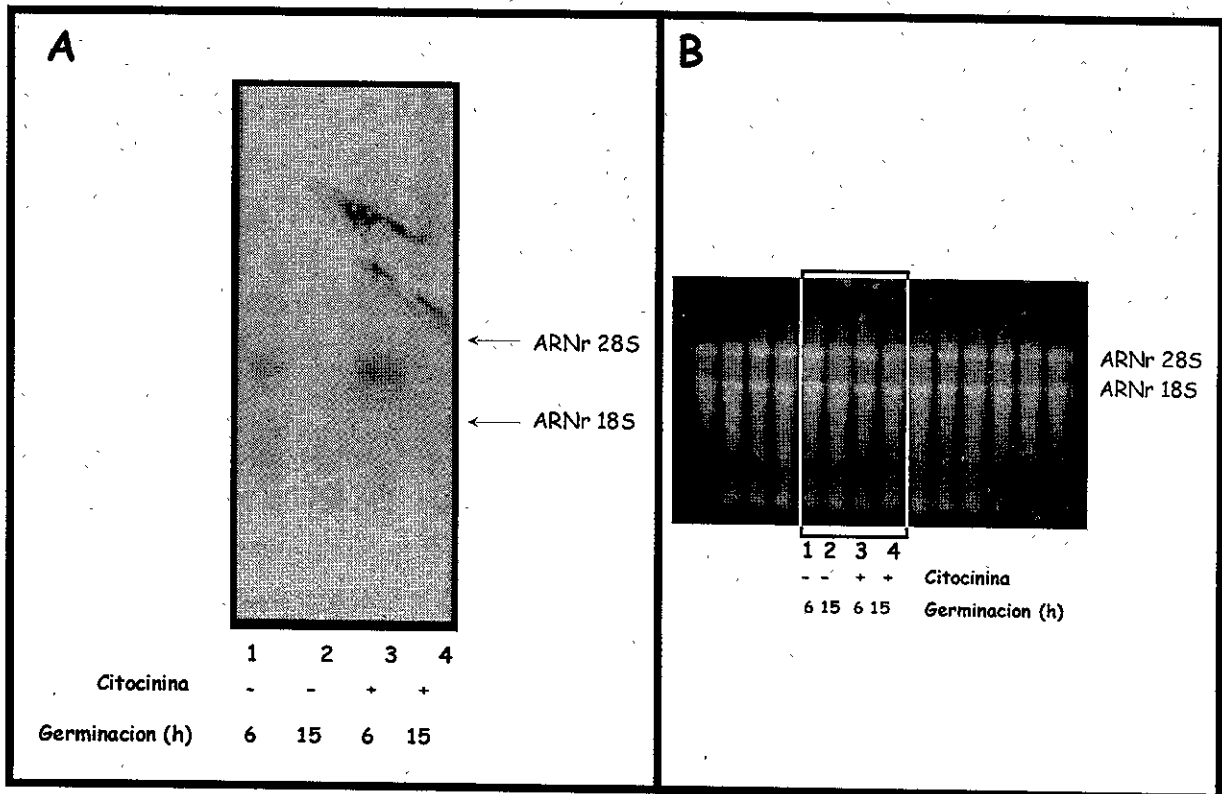 A
ARNr 28S
ARNr 18S
1 2 3 4
Citocinina - - + +
Germinacion (h) 6 15 6 15
B
ARNr 28S
ARNr 18S
1 2 3 4
- - + + Citocinina
6 15 6 15 Germinacion (h)